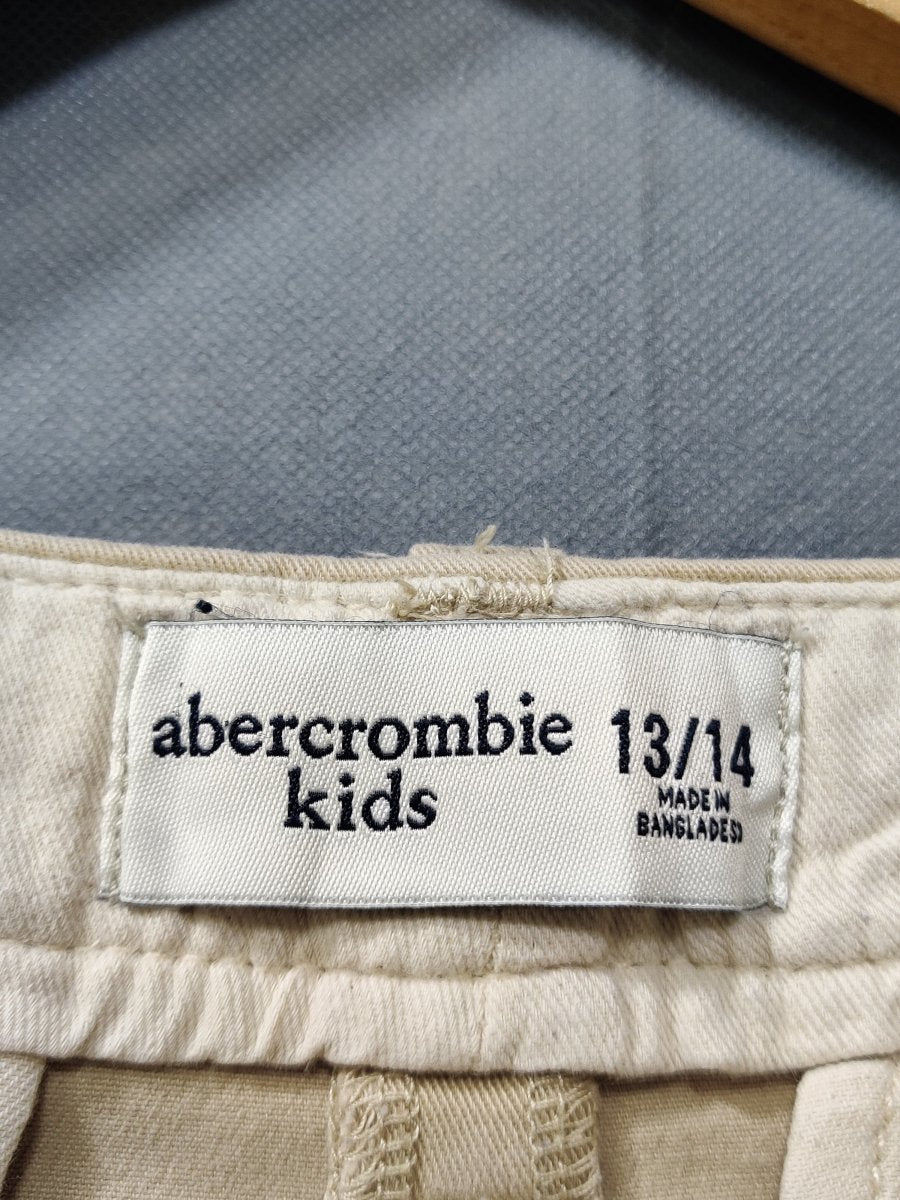 abercrombie
kids
13/14
MADE IN
BANGLADESH